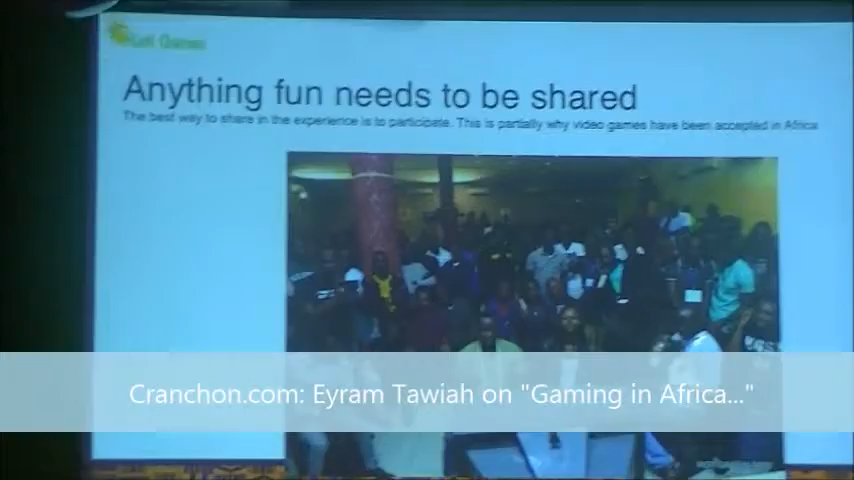 Leti Games
Anything fun needs to be shared
The best way to share in the experience is to participate. This is partially why video games have been accepted in Africa
Cranchon.com: Eyram Tawiah on "Gaming in Africa..."